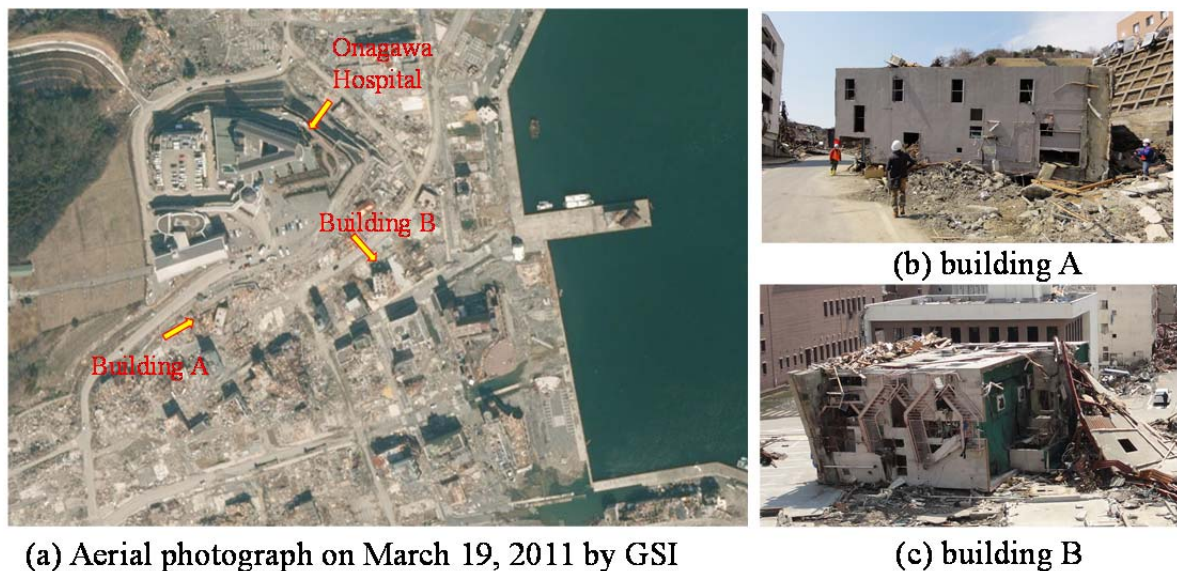 Onagawa
Hospital
Building B
Building A
(a) Aerial photograph on March 19, 2011 by GSI
(b) building A
(c) building B